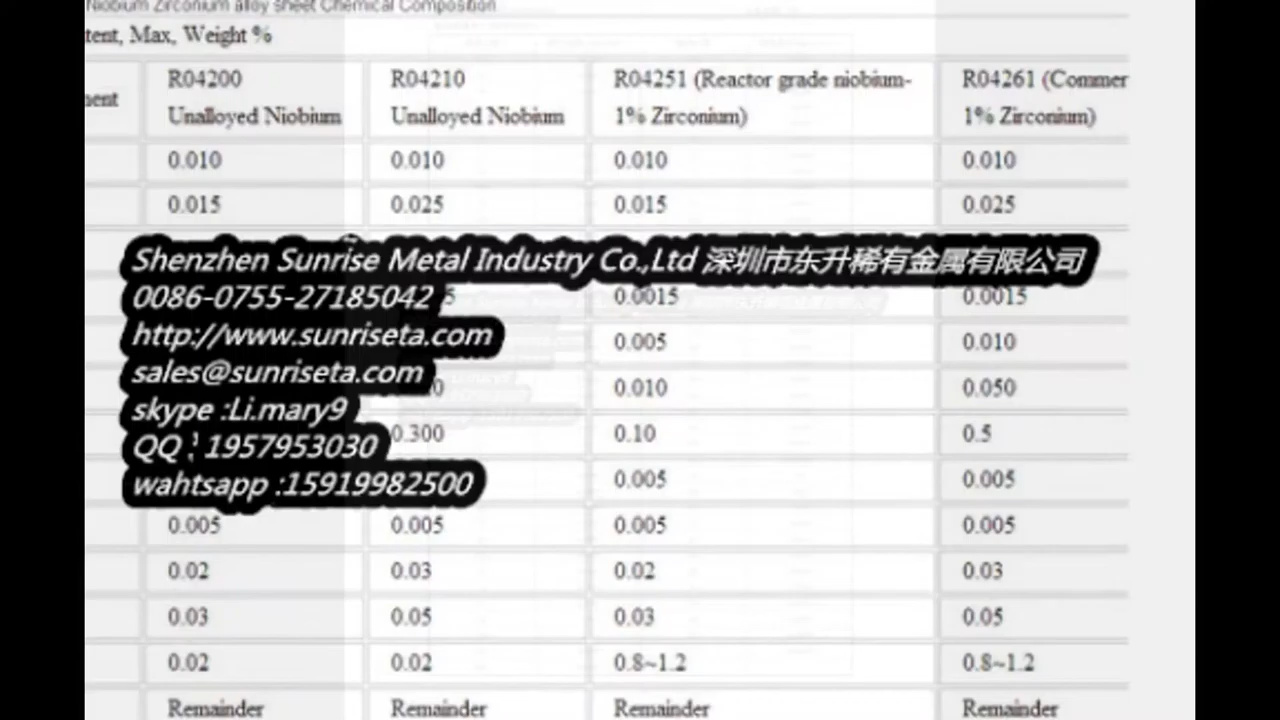 Niobium Zirconium alloy sheet Chemical Composition
tent, Max, Weight %
ment R04200 Unalloyed Niobium R04210 Unalloyed Niobium R04251 (Reactor grade niobium-1% Zirconium) R04261 (Commer 1% Zirconium)
0.010 0.010 0.010 0.010
0.015 0.025 0.015 0.025
Shenzhen Sunrise Metal Industry Co.,Ltd 深圳市东升稀有金属有限公司
0086-0755-27185042 5 0.0015 0.0015
http://www.sunriseta.com 0.005 0.010
sales@sunriseta.com 0 0.010 0.050
skype :Li.mary9
QQ : 1957953030 0.300 0.10 0.5
wahtsapp :15919982500 0.005 0.005
0.005 0.005 0.005 0.005
0.02 0.03 0.02 0.03
0.03 0.05 0.03 0.05
0.02 0.02 0.8~1.2 0.8~1.2
Remainder Remainder Remainder Remainder